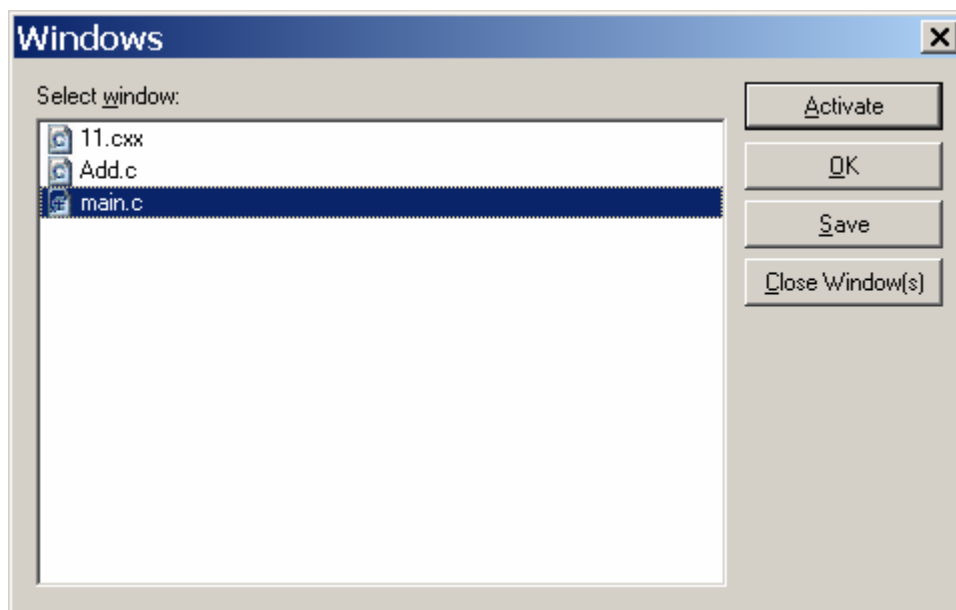 Windows
Select window:
11.cxx
Add.c
main.c
Activate
OK
Save
Close Window(s)